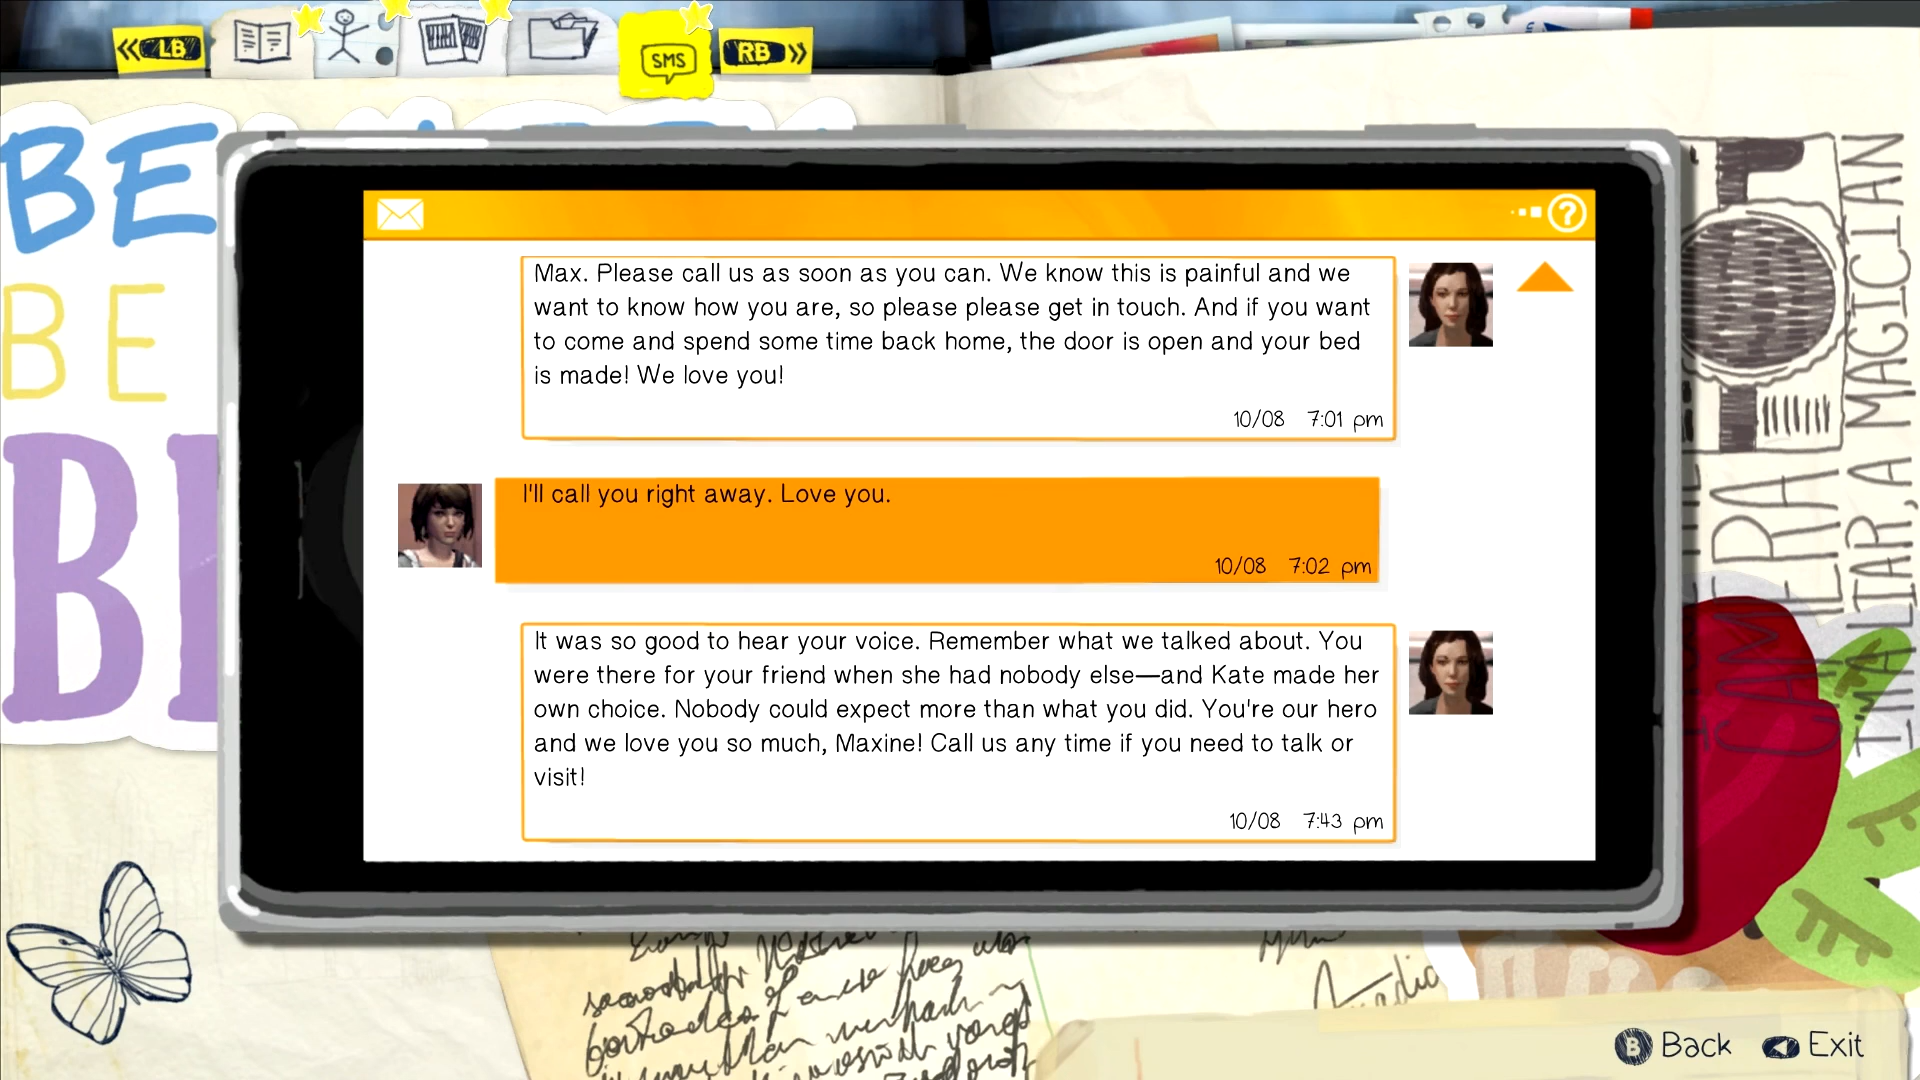 LB
SMS
RB
BE
BE
Max. Please call us as soon as you can. We know this is painful and we
want to know how you are, so please please get in touch. And if you want
to come and spend some time back home, the door is open and your bed
is made! We love you!
10/08 7:01 pm
I'll call you right away. Love you.
10/08 7:02 pm
It was so good to hear your voice. Remember what we talked about. You
were there for your friend when she had nobody else—and Kate made her
own choice. Nobody could expect more than what you did. You're our hero
and we love you so much, Maxine! Call us any time if you need to talk or
visit!
10/08 7:43 pm
CAMERA
I'M A LIAR, A MAGICIAN
B Back
Exit